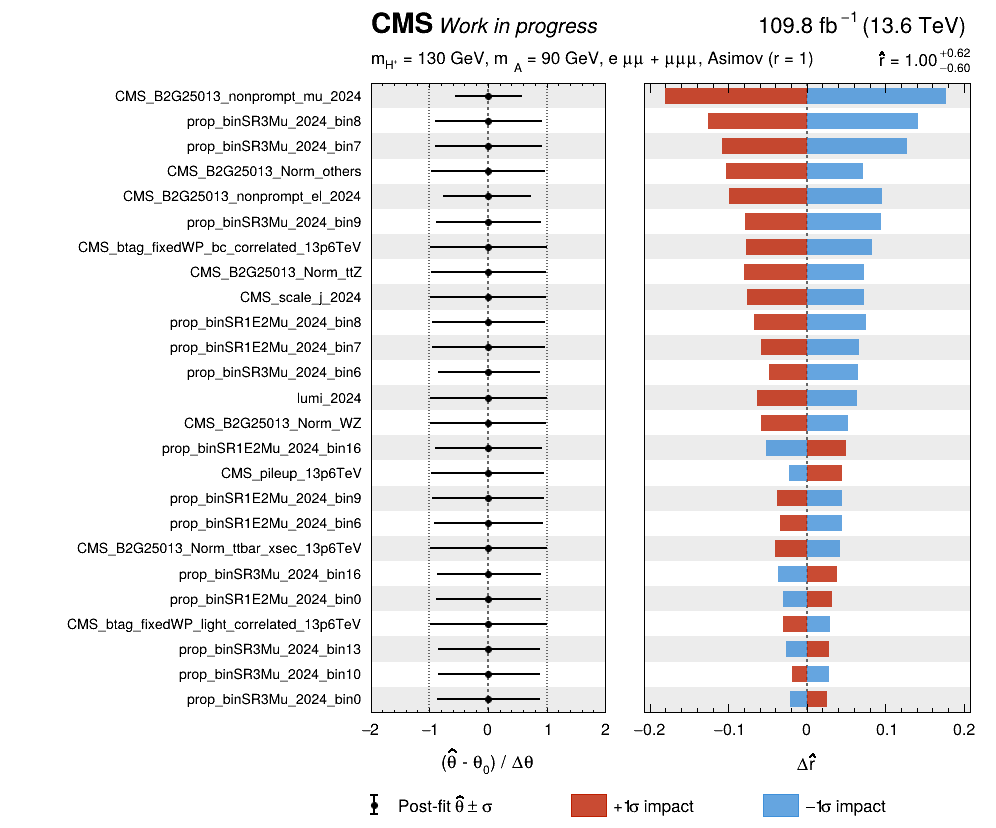 CMS Work in progress 109.8 fb⁻¹ (13.6 TeV)
m_H⁺ = 130 GeV, m_A = 90 GeV, e μμ + μμμ, Asimov (r = 1) r̂ = 1.00 +0.62 −0.60
CMS_B2G25013_nonprompt_mu_2024
prop_binSR3Mu_2024_bin8
prop_binSR3Mu_2024_bin7
CMS_B2G25013_Norm_others
CMS_B2G25013_nonprompt_el_2024
prop_binSR3Mu_2024_bin9
CMS_btag_fixedWP_bc_correlated_13p6TeV
CMS_B2G25013_Norm_ttZ
CMS_scale_j_2024
prop_binSR1E2Mu_2024_bin8
prop_binSR1E2Mu_2024_bin7
prop_binSR3Mu_2024_bin6
lumi_2024
CMS_B2G25013_Norm_WZ
prop_binSR1E2Mu_2024_bin16
CMS_pileup_13p6TeV
prop_binSR1E2Mu_2024_bin9
prop_binSR1E2Mu_2024_bin6
CMS_B2G25013_Norm_ttbar_xsec_13p6TeV
prop_binSR3Mu_2024_bin16
prop_binSR1E2Mu_2024_bin0
CMS_btag_fixedWP_light_correlated_13p6TeV
prop_binSR3Mu_2024_bin13
prop_binSR3Mu_2024_bin10
prop_binSR3Mu_2024_bin0
−2 −1 0 1 2 −0.2 −0.1 0 0.1 0.2
(θ̂ - θ₀) / Δθ Δr̂
Post-fit θ̂ ± σ +1σ impact −1σ impact